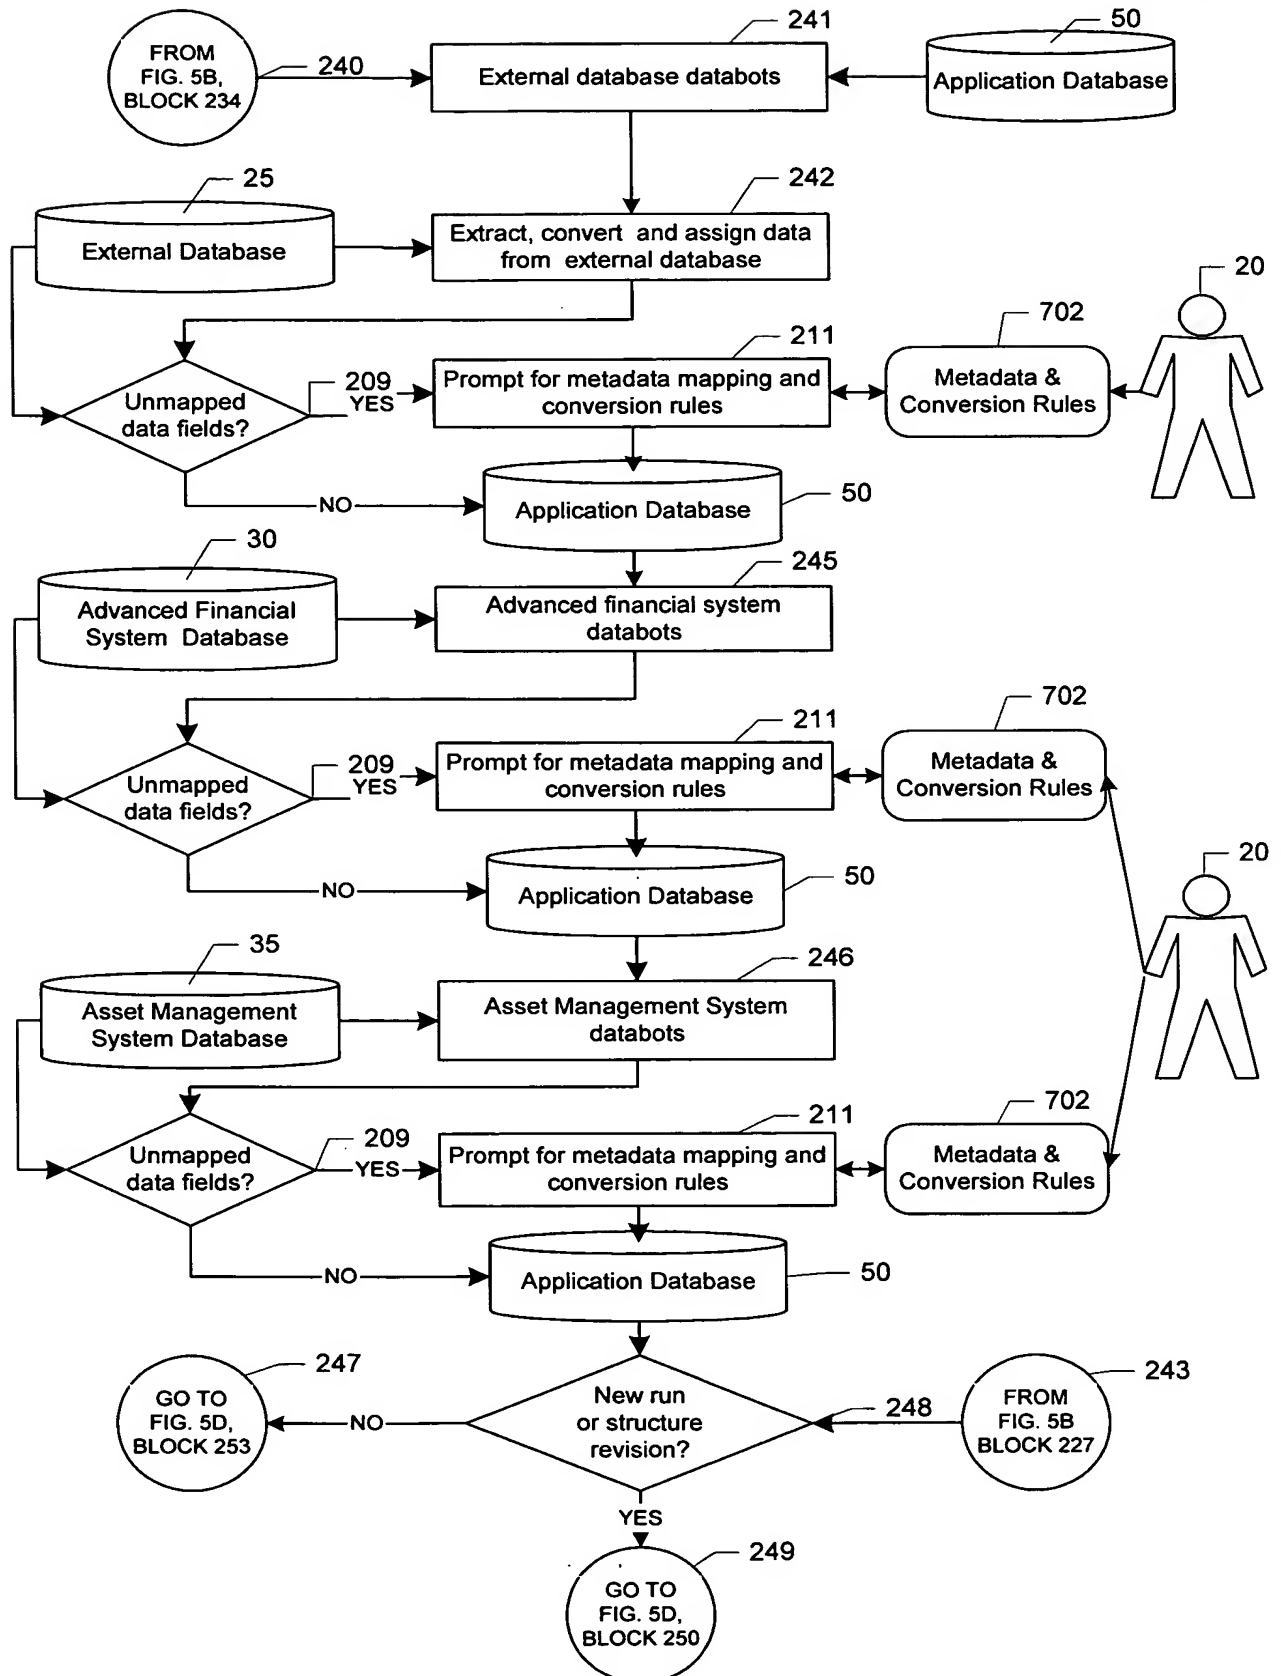 241
50
FROM
FIG. 5B,
BLOCK 234
240
External database databots
Application Database
25
242
External Database
Extract, convert and assign data
from external database
20
702
211
Unmapped
data fields?
209
YES
Prompt for metadata mapping and
conversion rules
Metadata &
Conversion Rules
NO
Application Database
50
30
245
Advanced Financial
System Database
Advanced financial system
databots
702
211
Unmapped
data fields?
209
YES
Prompt for metadata mapping and
conversion rules
Metadata &
Conversion Rules
20
NO
Application Database
50
35
246
Asset Management
System Database
Asset Management System
databots
702
211
Unmapped
data fields?
209
YES
Prompt for metadata mapping and
conversion rules
Metadata &
Conversion Rules
NO
Application Database
50
247
243
GO TO
FIG. 5D,
BLOCK 253
NO
New run
or structure
revision?
248
FROM
FIG. 5B
BLOCK 227
YES
249
GO TO
FIG. 5D,
BLOCK 250